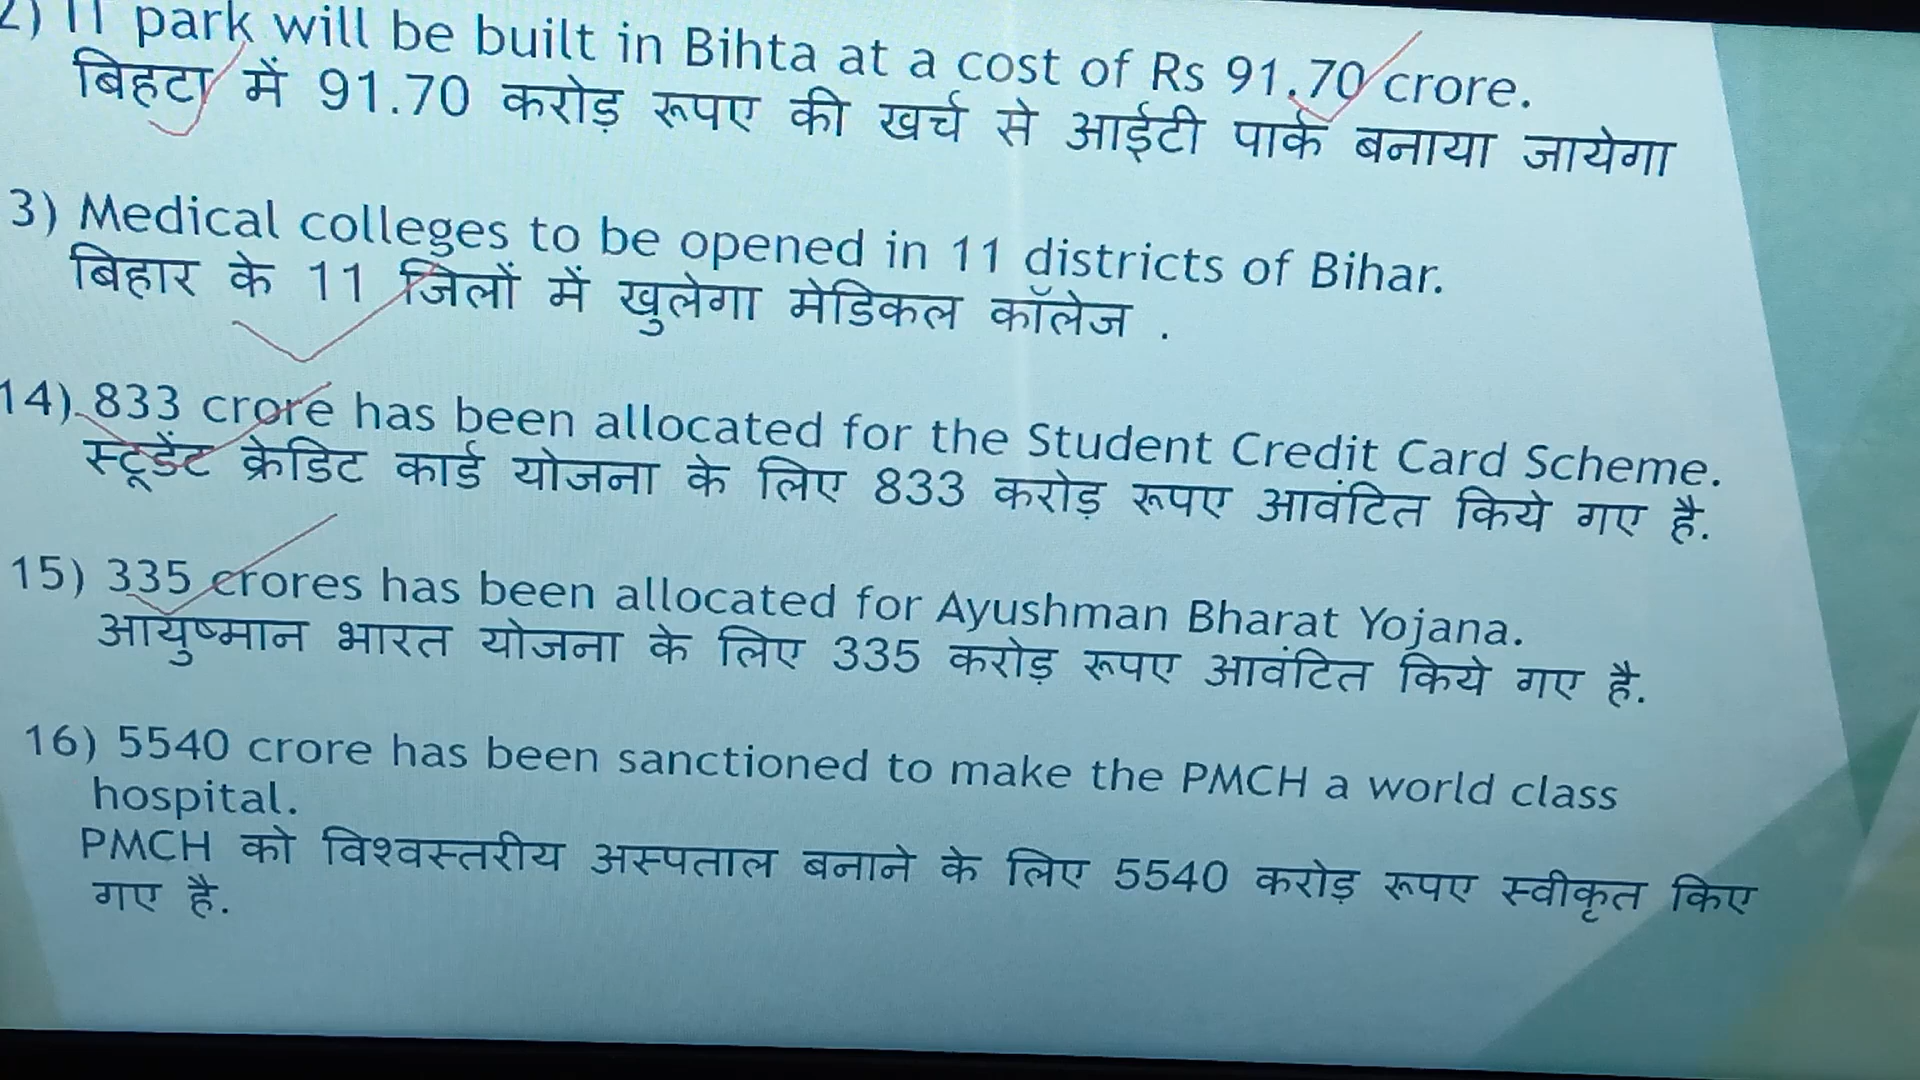 2) IT park will be built in Bihta at a cost of Rs 91.70 crore.
बिहटा में 91.70 करोड़ रूपए की खर्च से आईटी पार्क बनाया जायेगा
3) Medical colleges to be opened in 11 districts of Bihar.
बिहार के 11 जिलों में खुलेगा मेडिकल कॉलेज .
14) 833 crore has been allocated for the Student Credit Card Scheme.
स्टूडेंट क्रेडिट कार्ड योजना के लिए 833 करोड़ रूपए आवंटित किये गए है.
15) 335 crores has been allocated for Ayushman Bharat Yojana.
आयुष्मान भारत योजना के लिए 335 करोड़ रूपए आवंटित किये गए है.
16) 5540 crore has been sanctioned to make the PMCH a world class
hospital.
PMCH को विश्वस्तरीय अस्पताल बनाने के लिए 5540 करोड़ रूपए स्वीकृत किए
गए है.